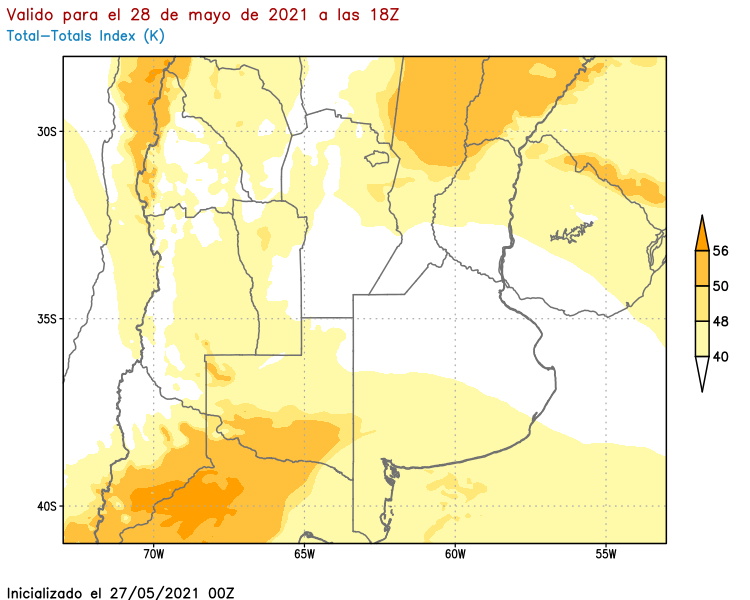 Valido para el 28 de mayo de 2021 a las 18Z
Total-Totals Index (K)
30S
35S
40S
70W
65W
60W
55W
56
50
48
40
Inicializado el 27/05/2021 00Z